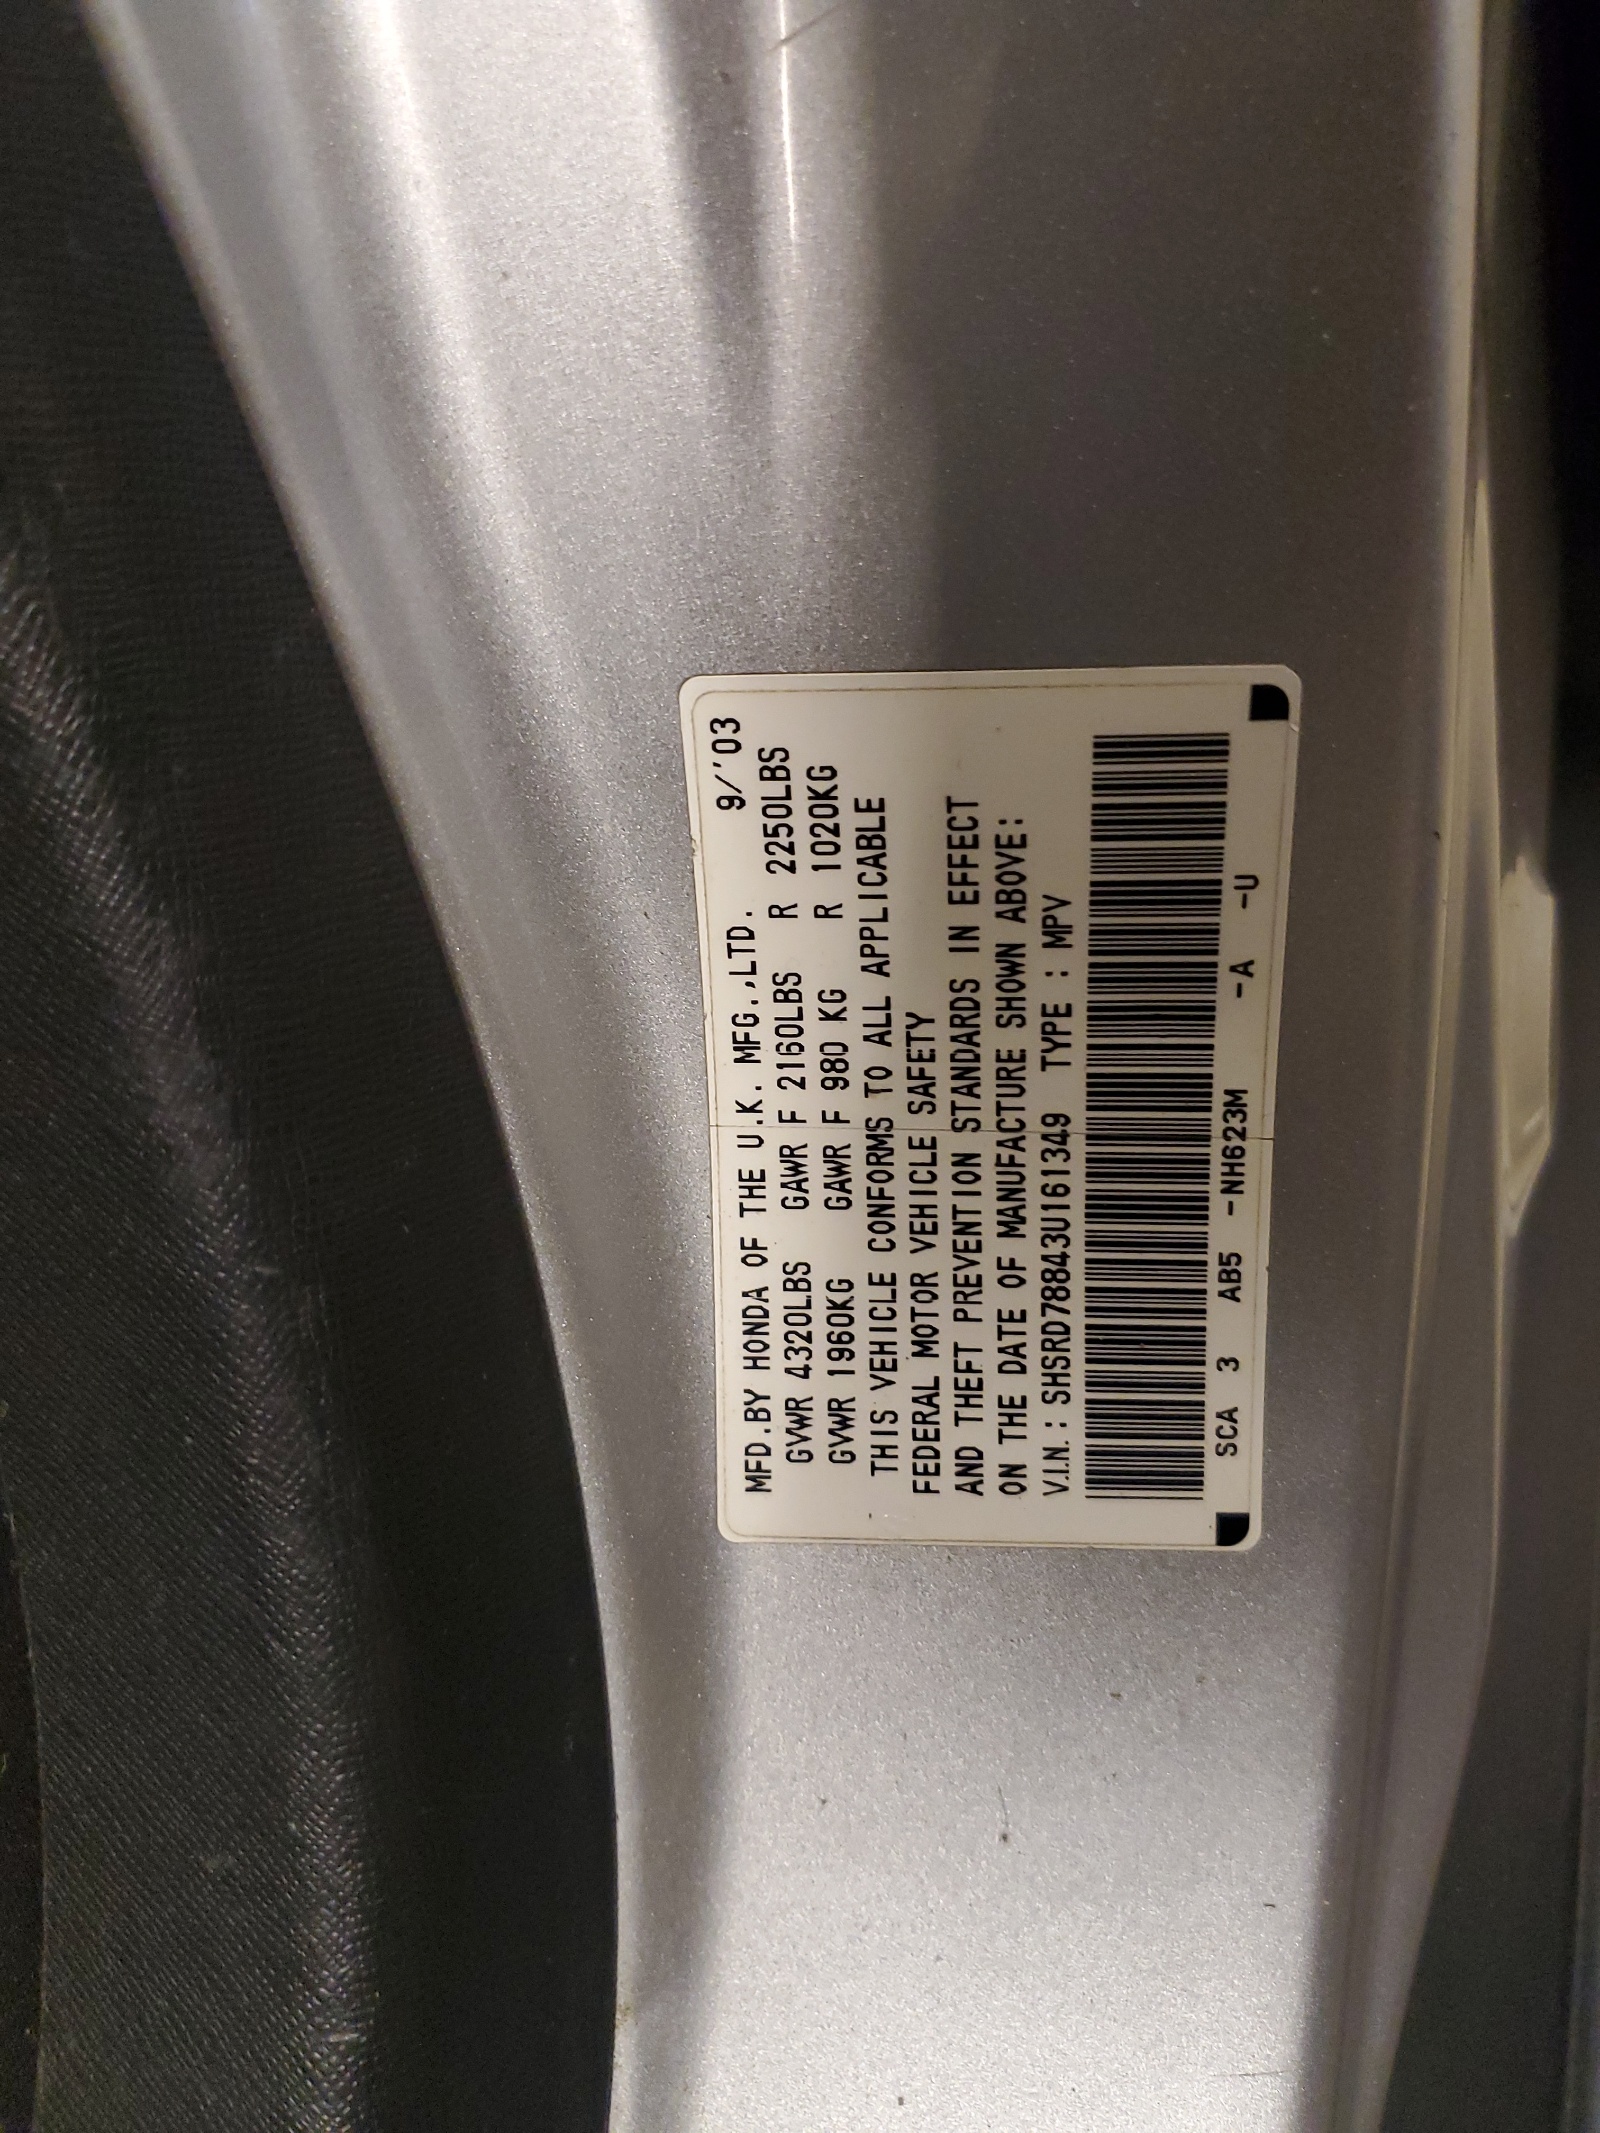 MFD.BY HONDA OF THE U.K. MFG.,LTD. 9/'03
GVWR 4320LBS GAWR F 2160LBS R 2250LBS
GVWR 1960KG GAWR F 980 KG R 1020KG
THIS VEHICLE CONFORMS TO ALL APPLICABLE
FEDERAL MOTOR VEHICLE SAFETY
AND THEFT PREVENTION STANDARDS IN EFFECT
ON THE DATE OF MANUFACTURE SHOWN ABOVE:
V.I.N.: SHSRD78843U161349 TYPE : MPV
SCA 3 AB5 -NH623M -A -U